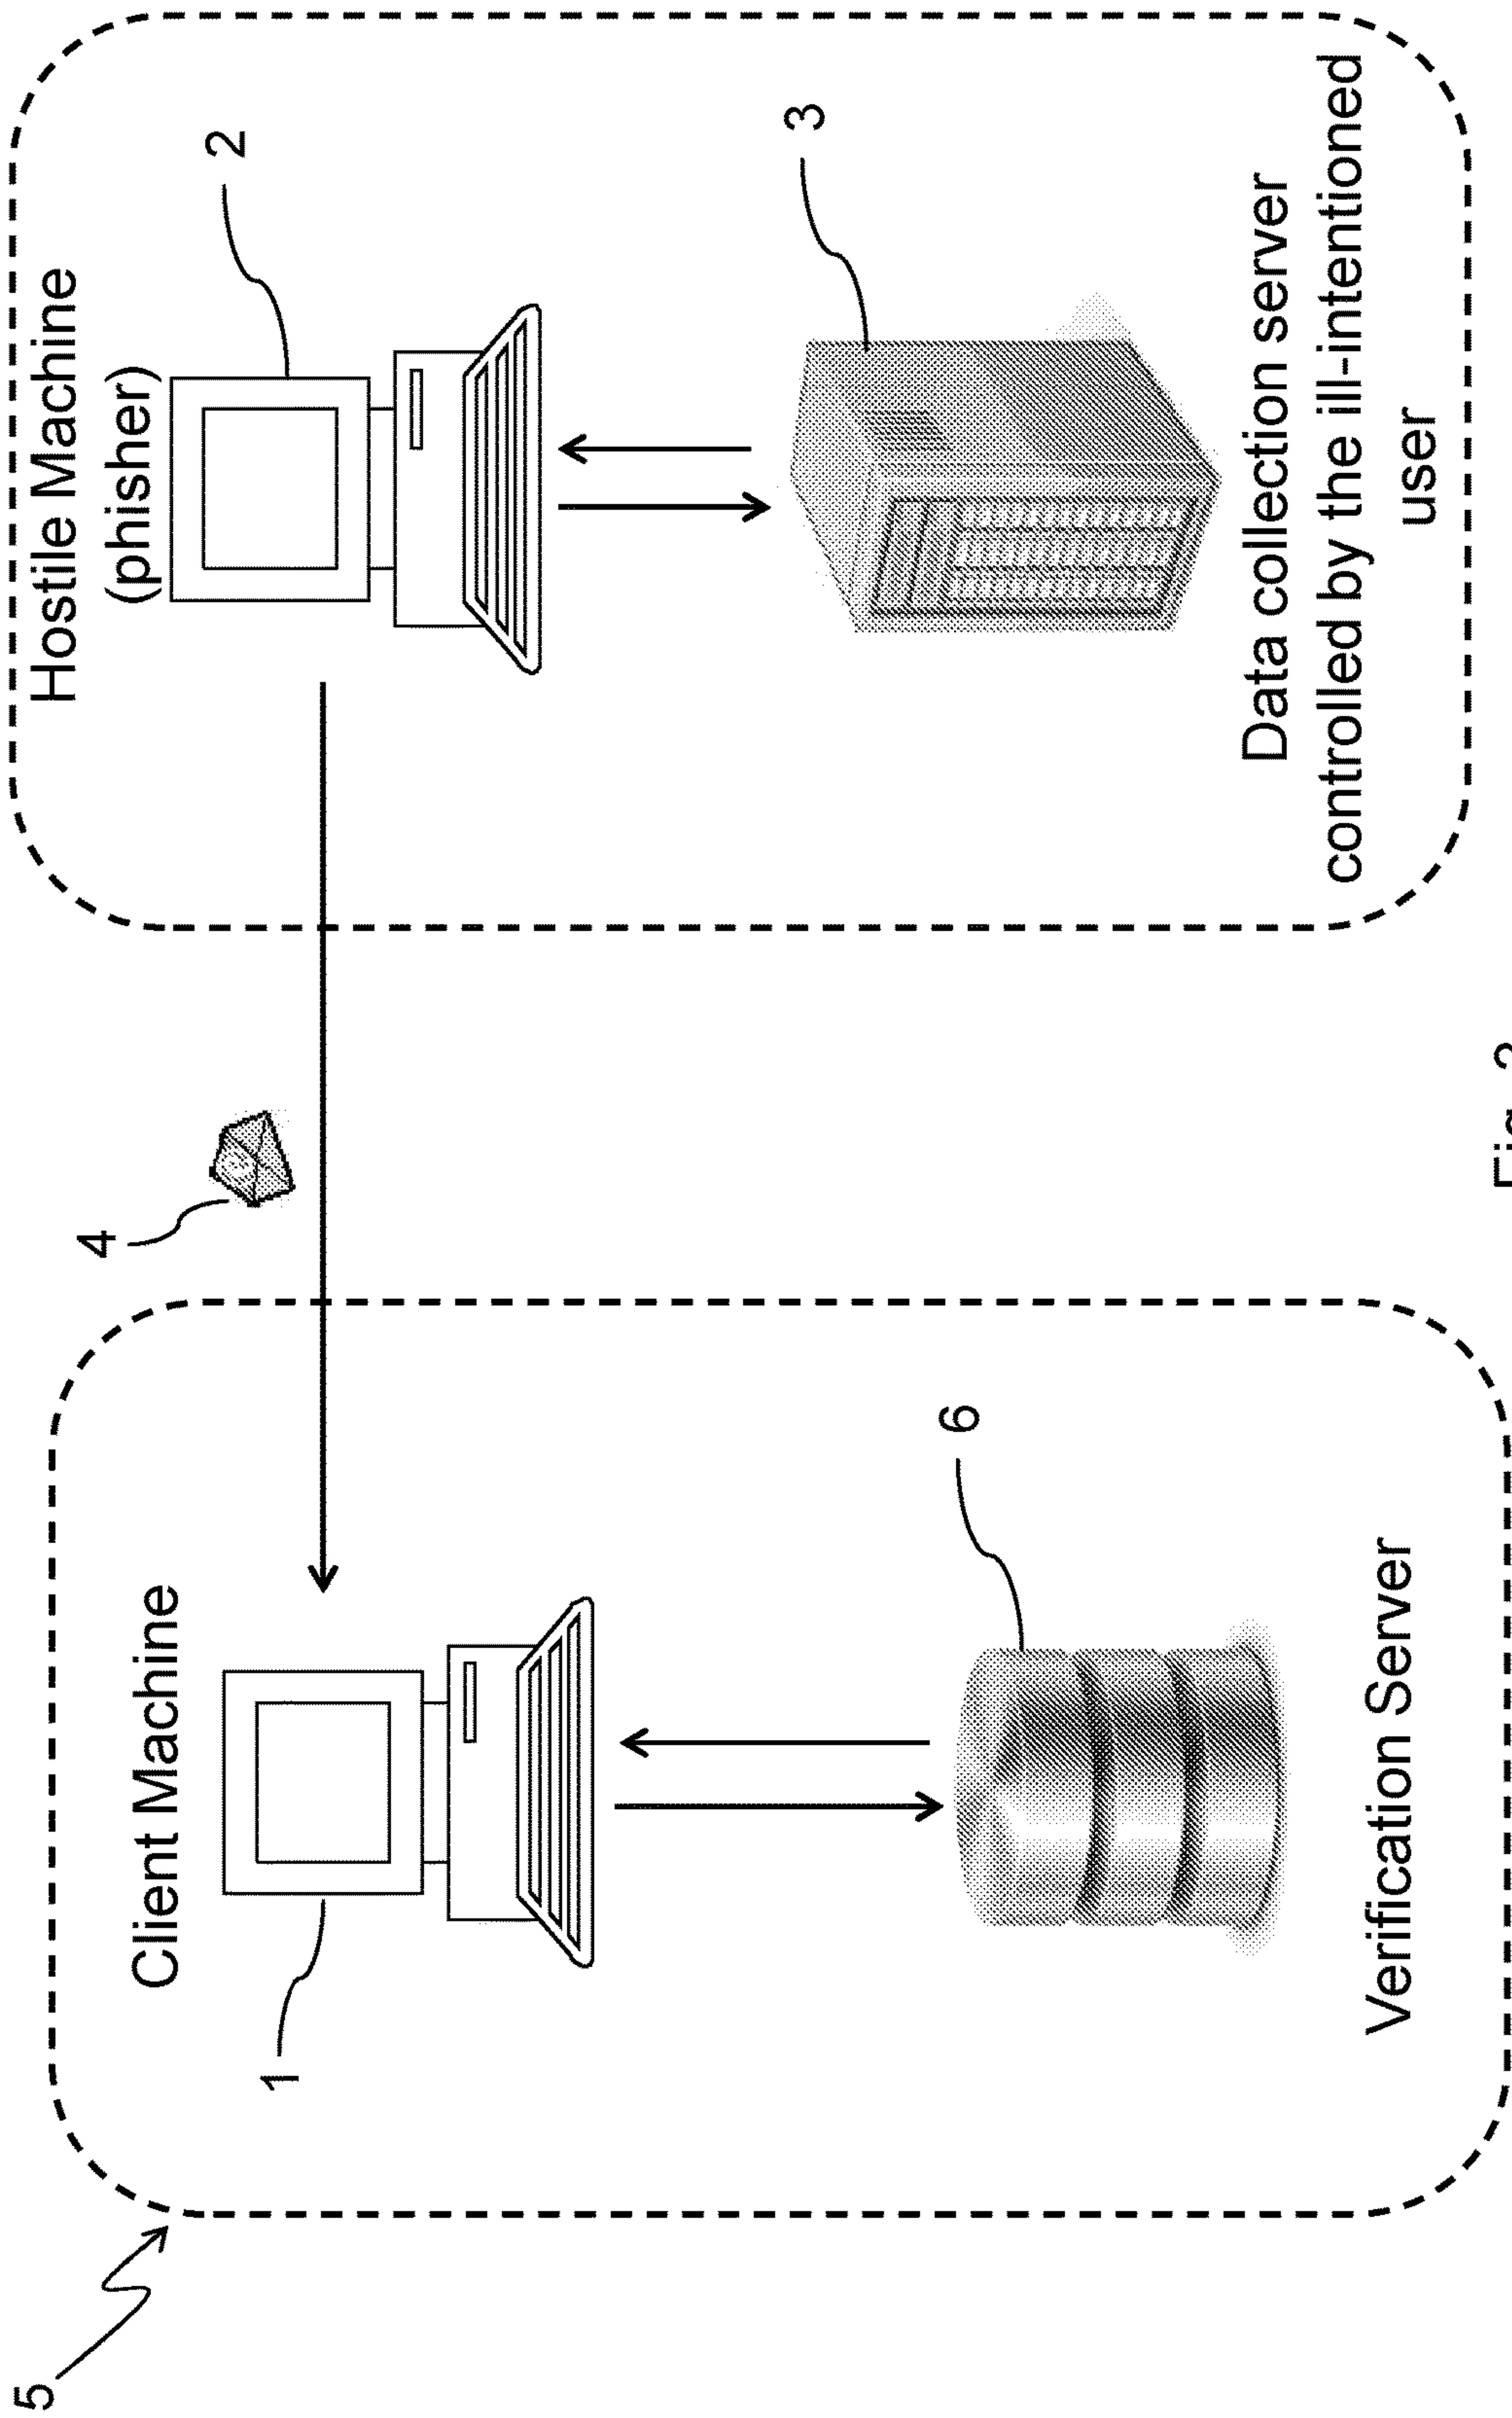 Hostile Machine
(phisher)
2
3
Data collection server
controlled by the ill-intentioned
user
4
Client Machine
1
6
Verification Server
5